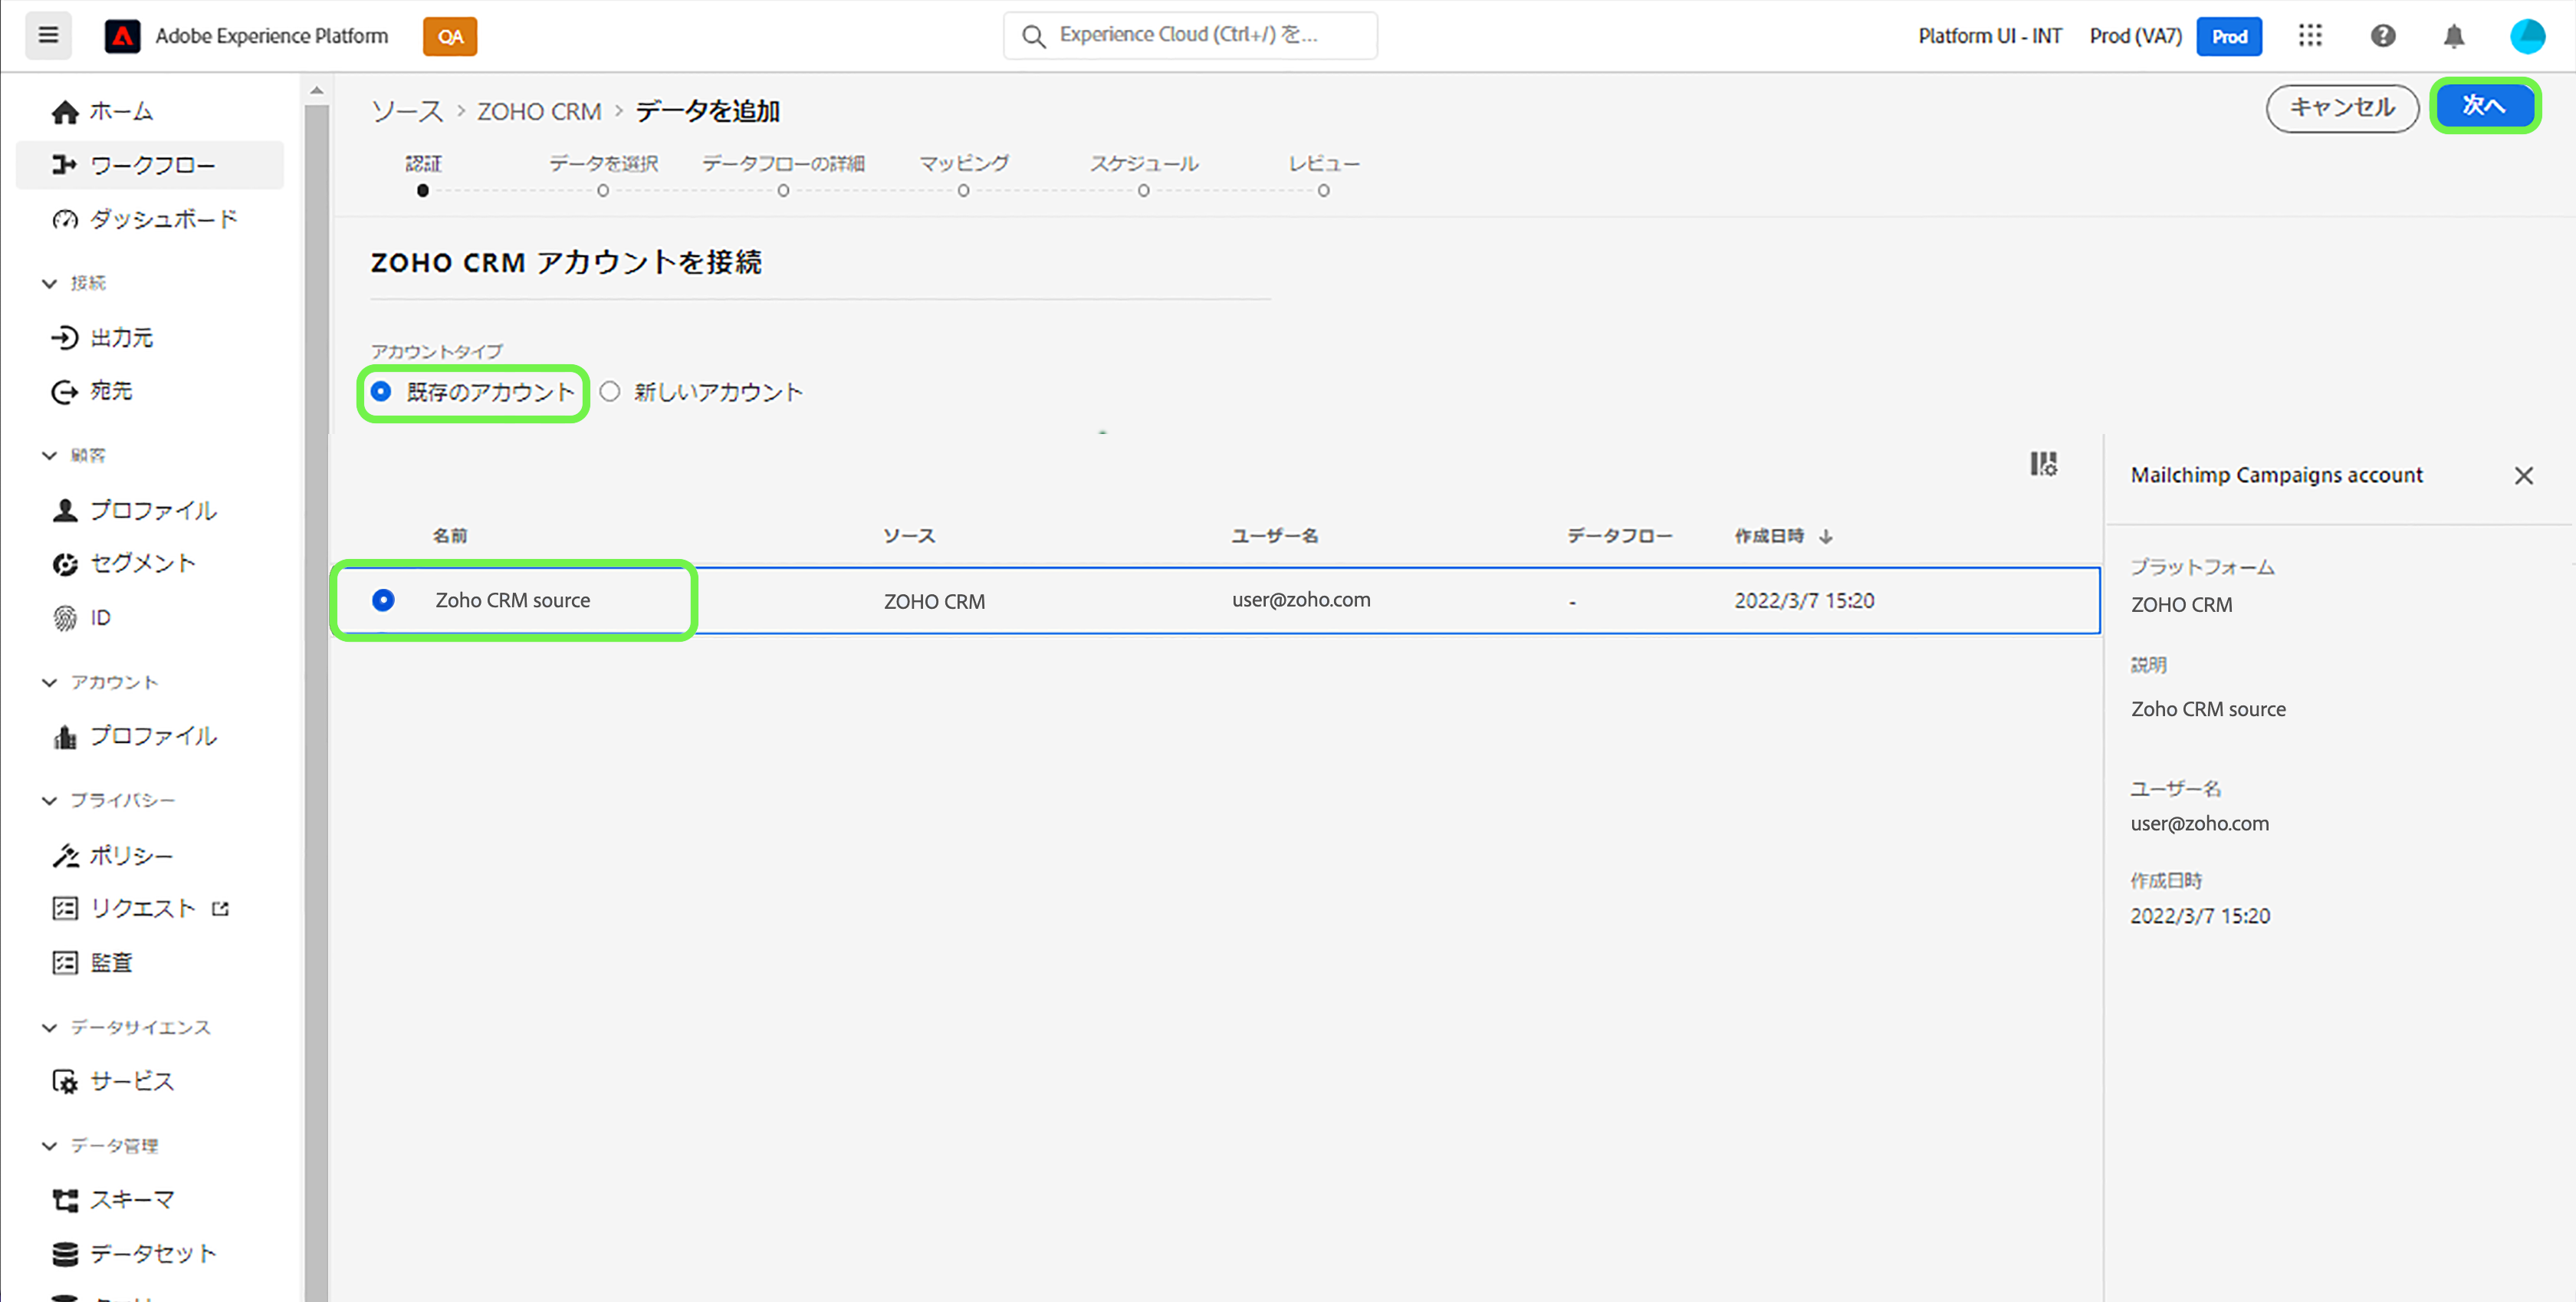 Adobe Experience Platform
QA
Experience Cloud (Ctrl+/) を...
Platform UI - INT
Prod (VA7)
Prod
ホーム
ワークフロー
ダッシュボード
接続
出力元
宛先
顧客
プロファイル
セグメント
ID
アカウント
プロファイル
プライバシー
ポリシー
リクエスト
監査
データサイエンス
サービス
データ管理
スキーマ
データセット
ソース > ZOHO CRM > データを追加
キャンセル
次へ
認証
データを選択
データフローの詳細
マッピング
スケジュール
レビュー
ZOHO CRM アカウントを接続
アカウントタイプ
既存のアカウント
新しいアカウント
名前 ソース ユーザー名 データフロー 作成日時 ↓
Zoho CRM source ZOHO CRM user@zoho.com - 2022/3/7 15:20
Mailchimp Campaigns account
プラットフォーム
ZOHO CRM
説明
Zoho CRM source
ユーザー名
user@zoho.com
作成日時
2022/3/7 15:20